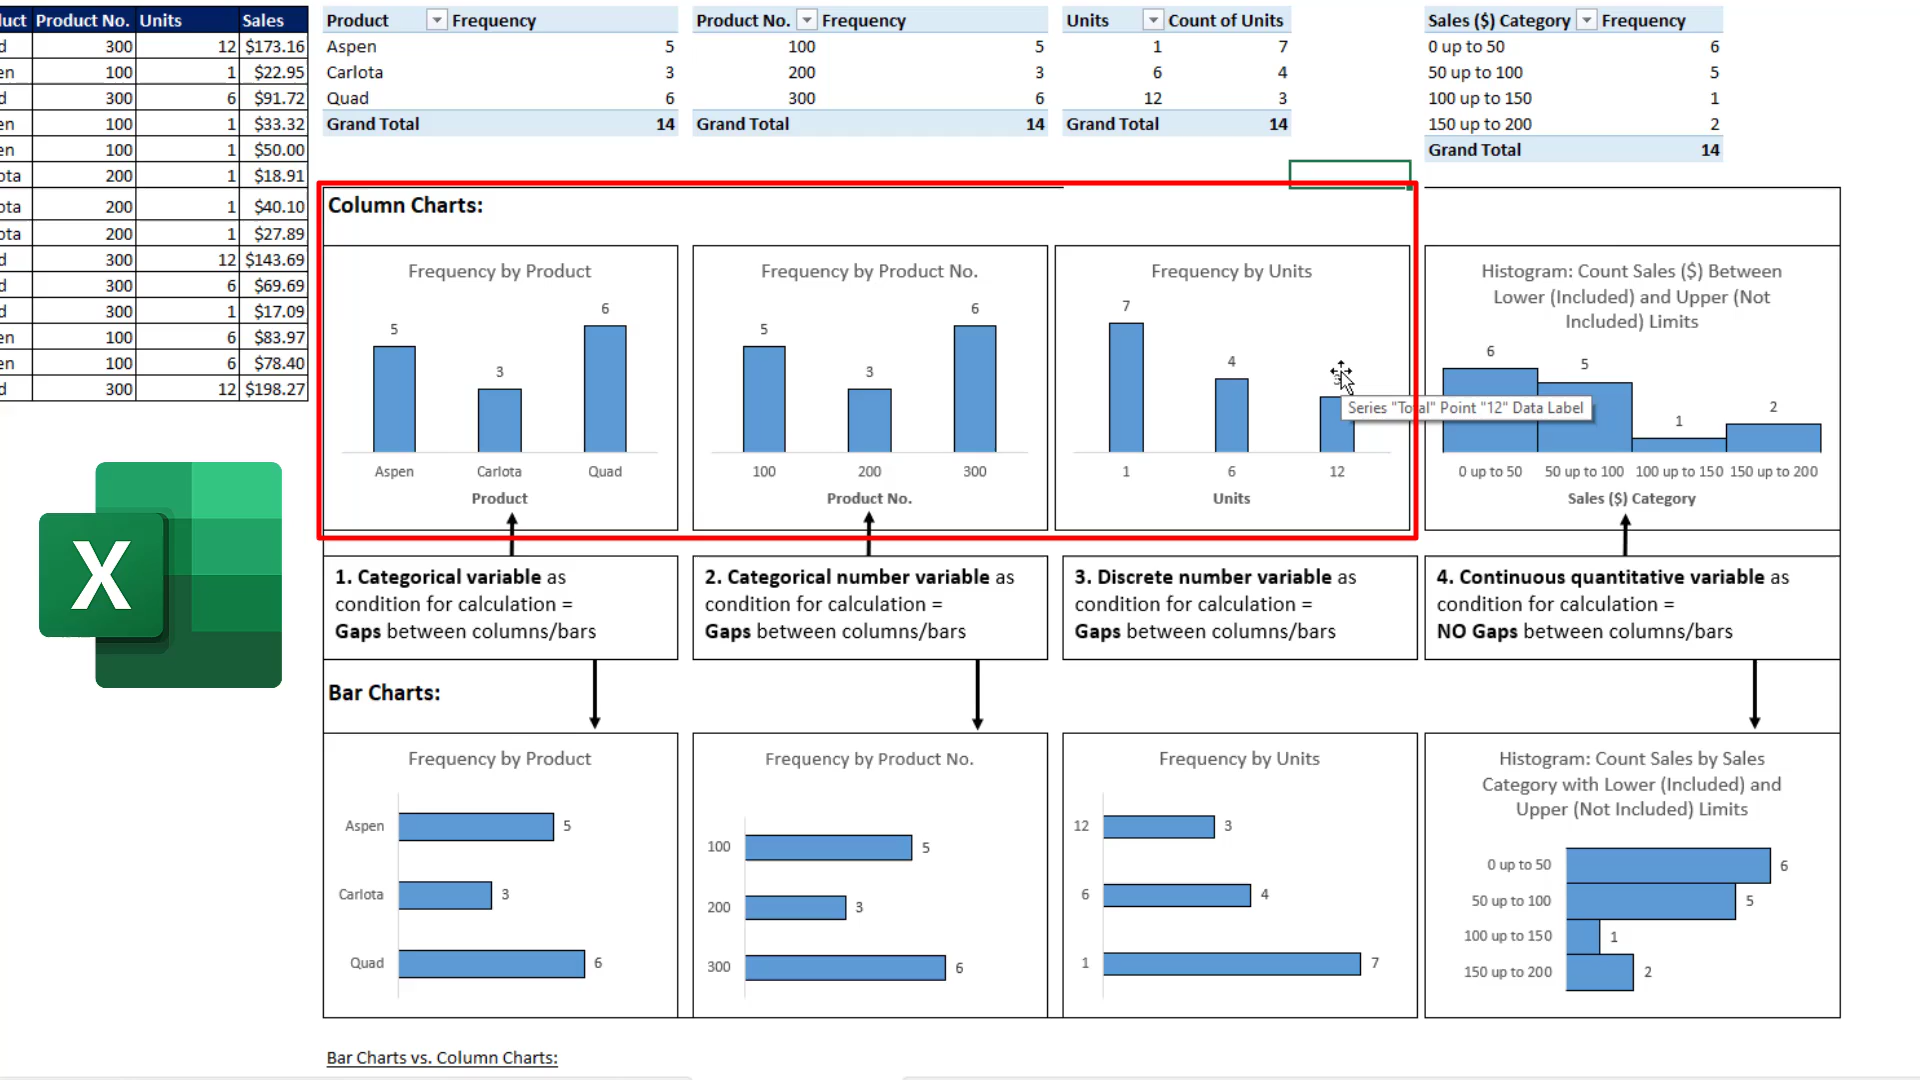 uct Product No. Units Sales
d 300 12 $173.16
en 100 1 $22.95
d 300 6 $91.72
en 100 1 $33.32
en 100 1 $50.00
ota 200 1 $18.91
ota 200 1 $40.10
ota 200 1 $27.89
d 300 12 $143.69
d 300 6 $69.69
d 300 1 $17.09
en 100 6 $83.97
en 100 6 $78.40
d 300 12 $198.27
Product Frequency
Aspen 5
Carlota 3
Quad 6
Grand Total 14
Product No. Frequency
100 5
200 3
300 6
Grand Total 14
Units Count of Units
1 7
6 4
12 3
Grand Total 14
Sales ($) Category Frequency
0 up to 50 6
50 up to 100 5
100 up to 150 1
150 up to 200 2
Grand Total 14
Column Charts:
Frequency by Product
5 3 6
Aspen Carlota Quad
Product
Frequency by Product No.
5 3 6
100 200 300
Product No.
Frequency by Units
7 4
1 6 12
Units
Series "Total" Point "12" Data Label
Histogram: Count Sales ($) Between
Lower (Included) and Upper (Not
Included) Limits
6 5 1 2
0 up to 50 50 up to 100 100 up to 150 150 up to 200
Sales ($) Category
X
1. Categorical variable as
condition for calculation =
Gaps between columns/bars
2. Categorical number variable as
condition for calculation =
Gaps between columns/bars
3. Discrete number variable as
condition for calculation =
Gaps between columns/bars
4. Continuous quantitative variable as
condition for calculation =
NO Gaps between columns/bars
Bar Charts:
Frequency by Product
Aspen 5
Carlota 3
Quad 6
Frequency by Product No.
100 5
200 3
300 6
Frequency by Units
12 3
6 4
1 7
Histogram: Count Sales by Sales
Category with Lower (Included) and
Upper (Not Included) Limits
0 up to 50 6
50 up to 100 5
100 up to 150 1
150 up to 200 2
Bar Charts vs. Column Charts: